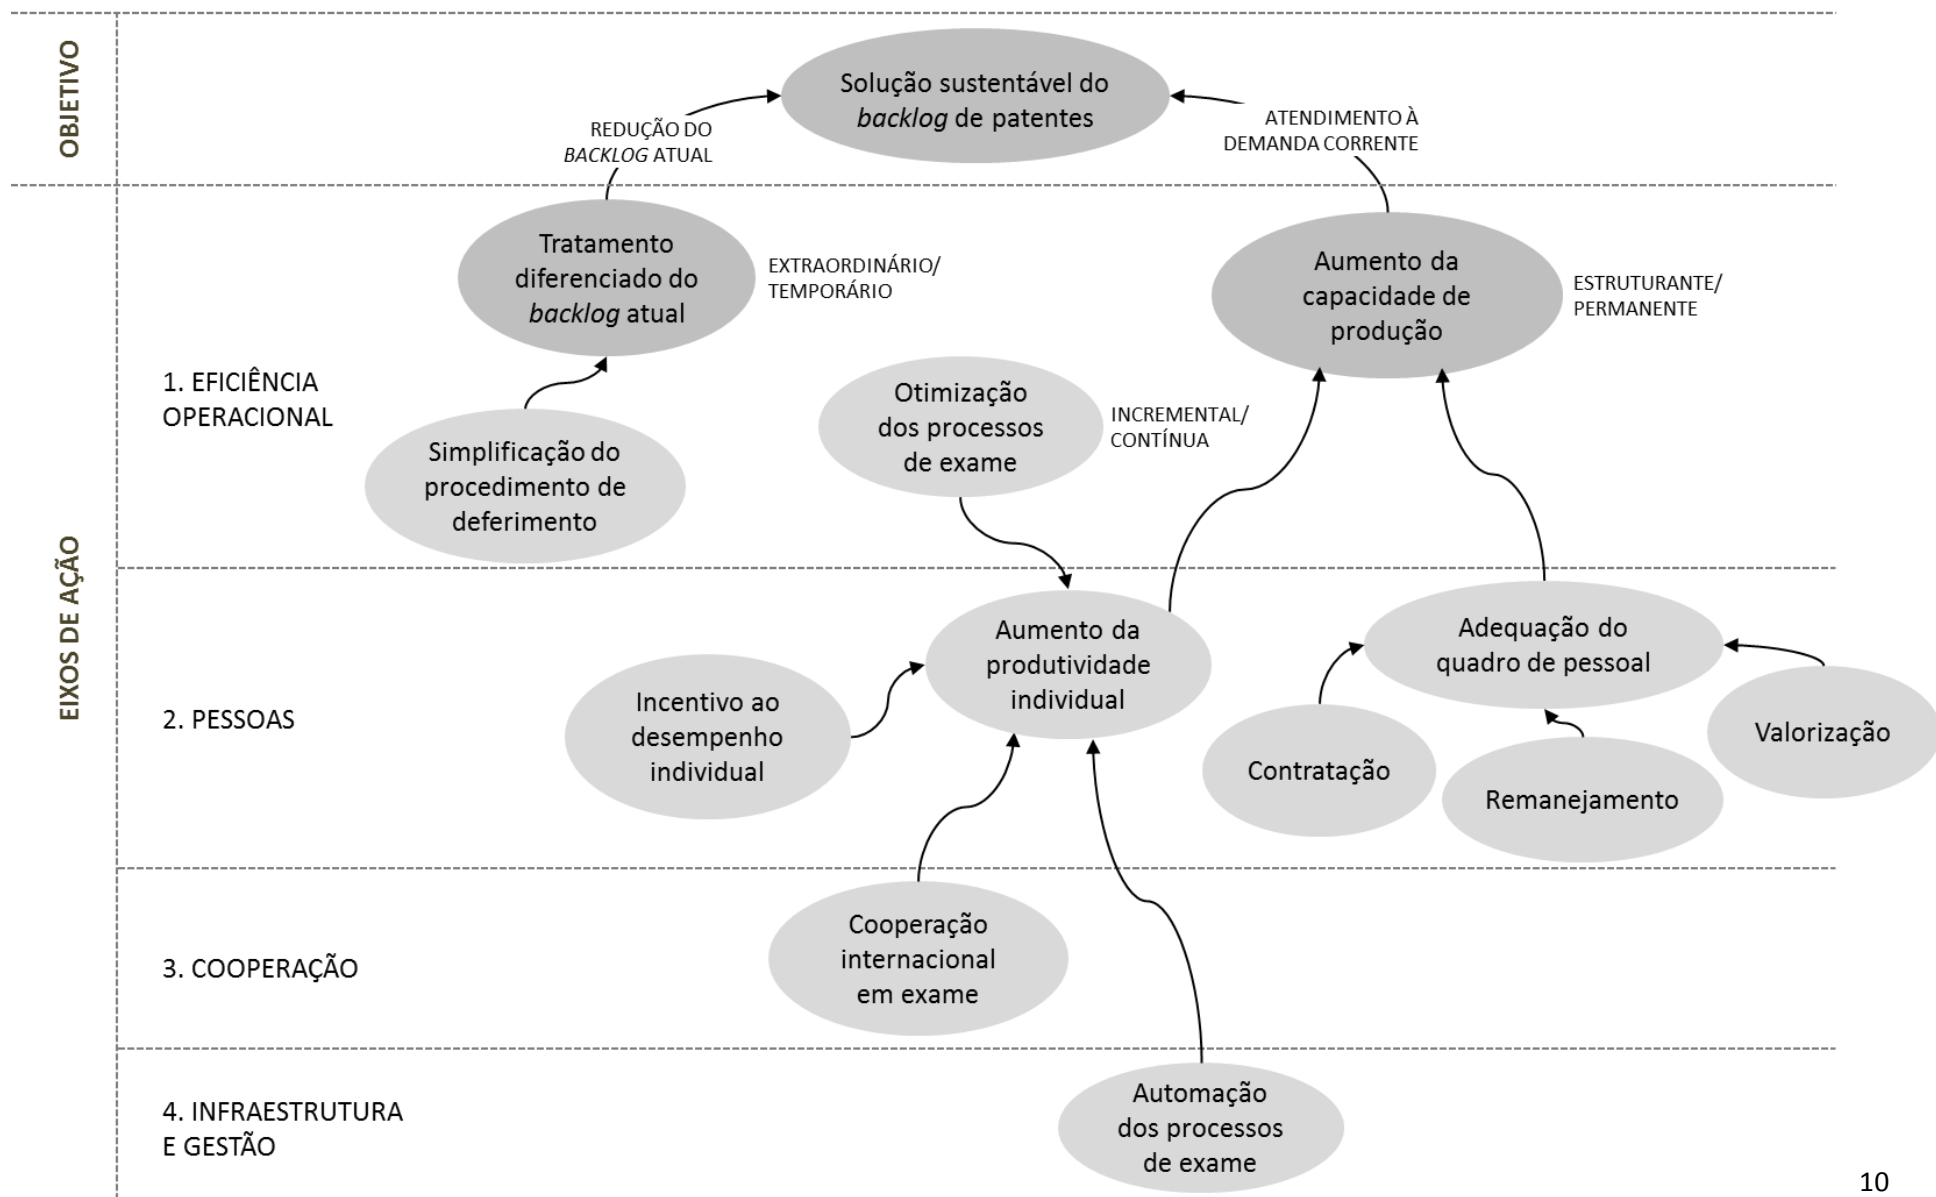 OBJETIVO
Solução sustentável do
backlog de patentes
REDUÇÃO DO
BACKLOG ATUAL
ATENDIMENTO À
DEMANDA CORRENTE
EIXOS DE AÇÃO
1. EFICIÊNCIA
OPERACIONAL
Tratamento
diferenciado do
backlog atual
EXTRAORDINÁRIO/
TEMPORÁRIO
Aumento da
capacidade de
produção
ESTRUTURANTE/
PERMANENTE
Simplificação do
procedimento de
deferimento
Otimização
dos processos
de exame
INCREMENTAL/
CONTÍNUA
2. PESSOAS
Incentivo ao
desempenho
individual
Aumento da
produtividade
individual
Adequação do
quadro de pessoal
Contratação
Remanejamento
Valorização
3. COOPERAÇÃO
Cooperação
internacional
em exame
4. INFRAESTRUTURA
E GESTÃO
Automação
dos processos
de exame
10